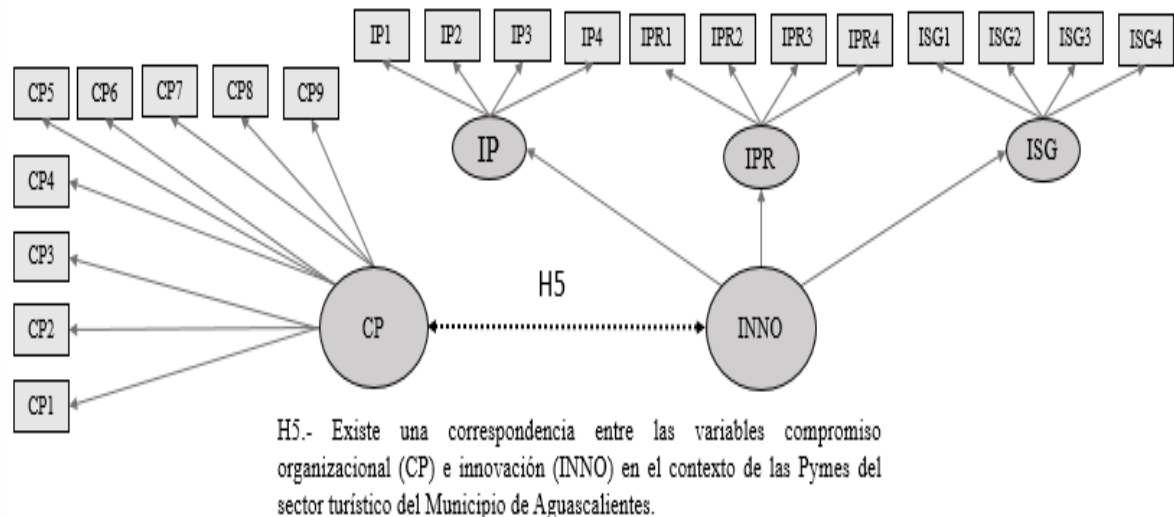 IP1 IP2 IP3 IP4 IPR1 IPR2 IPR3 IPR4 ISG1 ISG2 ISG3 ISG4
CP5 CP6 CP7 CP8 CP9
IP IPR ISG
CP4
CP3
H5
CP2 CP INNO
CP1
H5.- Existe una correspondencia entre las variables compromiso
organizacional (CP) e innovación (INNO) en el contexto de las Pymes del
sector turístico del Municipio de Aguascalientes.